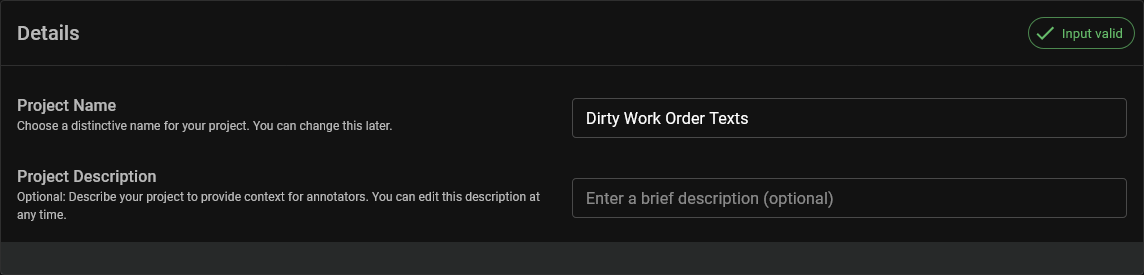 Details
Input valid
Project Name
Choose a distinctive name for your project. You can change this later.
Dirty Work Order Texts
Project Description
Optional: Describe your project to provide context for annotators. You can edit this description at
any time.
Enter a brief description (optional)